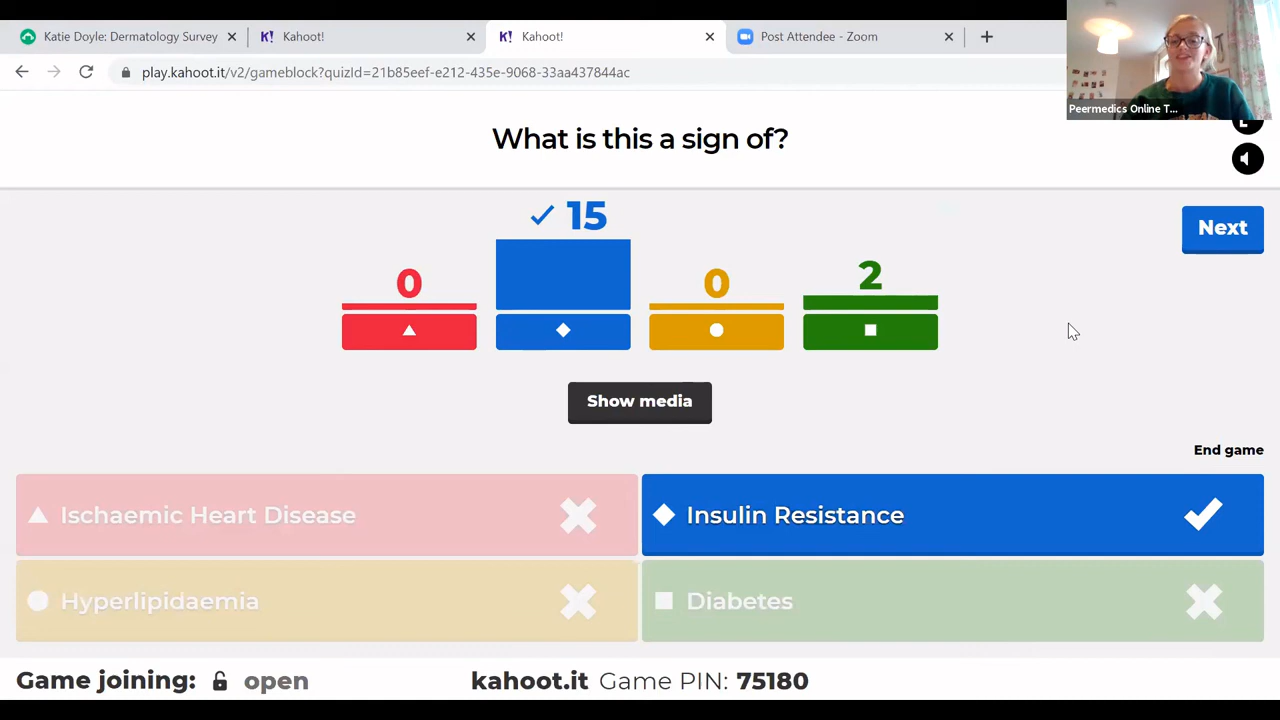 Katie Doyle: Dermatology Survey
K! Kahoot!
K! Kahoot!
Post Attendee - Zoom
play.kahoot.it/v2/gameblock?quizId=21b85eef-e212-435e-9068-33aa437844ac
Peermedics Online T...
What is this a sign of?
Next
0
15
0
2
Show media
End game
Ischaemic Heart Disease
Insulin Resistance
Hyperlipidaemia
Diabetes
Game joining: open
kahoot.it Game PIN: 75180